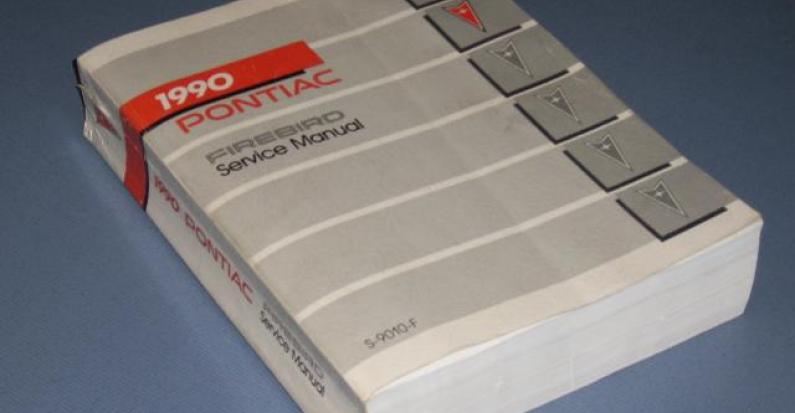 1990
PONTIAC
FIREBIRD
Service Manual
S-9010-F
1990 PONTIAC
FIREBIRD
Service Manual